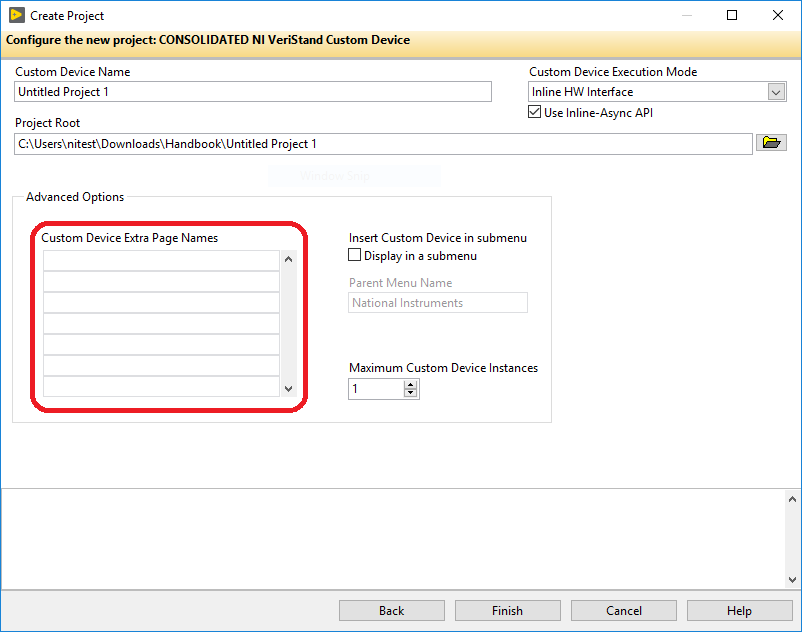 Create Project
Configure the new project: CONSOLIDATED NI VeriStand Custom Device
Custom Device Name
Untitled Project 1
Custom Device Execution Mode
Inline HW Interface
Use Inline-Async API
Project Root
C:\Users\nitest\Downloads\Handbook\Untitled Project 1
Advanced Options
Custom Device Extra Page Names
Insert Custom Device in submenu
Display in a submenu
Parent Menu Name
National Instruments
Maximum Custom Device Instances
1
Back
Finish
Cancel
Help